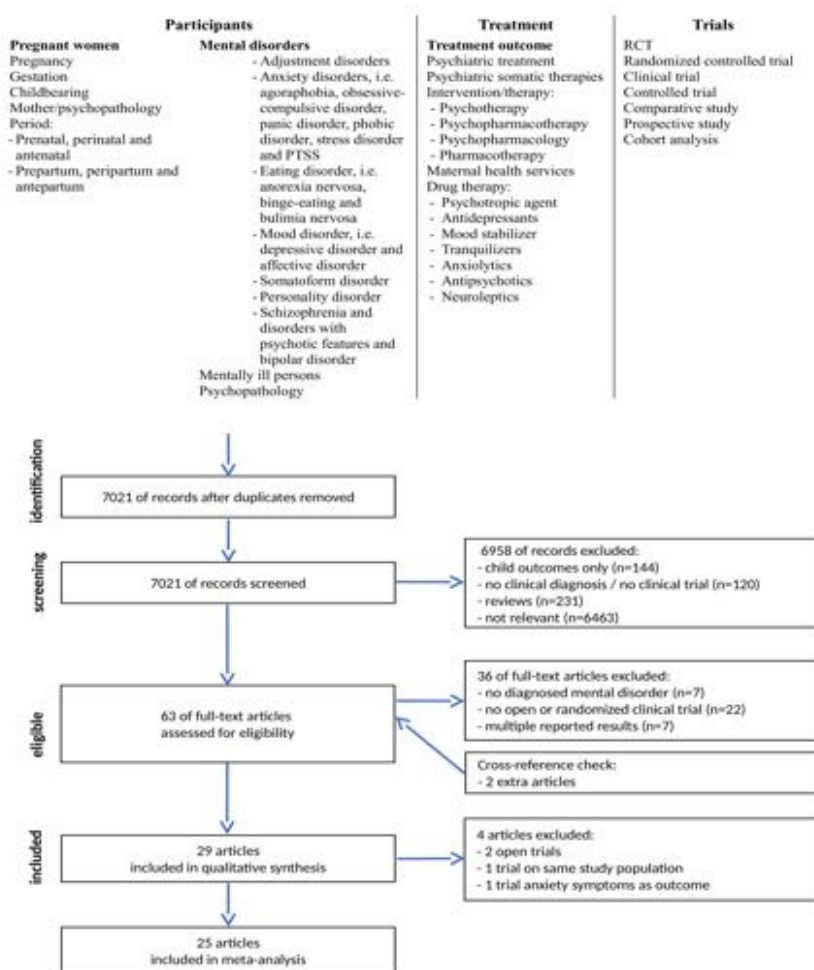 Participants
Pregnant women
Pregnancy
Gestation
Childbearing
Mother/psychopathology
Period:
- Prenatal, perinatal and
antenatal
- Prepartum, peripartum and
antepartum
Mental disorders
- Adjustment disorders
- Anxiety disorders, i.e.
agoraphobia, obsessive-
compulsive disorder,
panic disorder, phobic
disorder, stress disorder
and PTSS
- Eating disorder, i.e.
anorexia nervosa,
binge-eating and
bulimia nervosa
- Mood disorder, i.e.
depressive disorder and
affective disorder
- Somatoform disorder
- Personality disorder
- Schizophrenia and
disorders with
psychotic features and
bipolar disorder
Mentally ill persons
Psychopathology
Treatment
Treatment outcome
Psychiatric treatment
Psychiatric somatic therapies
Intervention/therapy:
- Psychotherapy
- Psychopharmacotherapy
- Psychopharmacology
- Pharmacotherapy
Maternal health services
Drug therapy:
- Psychotropic agent
- Antidepressants
- Mood stabilizer
- Tranquilizers
- Anxiolytics
- Antipsychotics
- Neuroleptics
Trials
RCT
Randomized controlled trial
Clinical trial
Controlled trial
Comparative study
Prospective study
Cohort analysis
identification
7021 of records after duplicates removed
screening
7021 of records screened
6958 of records excluded:
- child outcomes only (n=144)
- no clinical diagnosis / no clinical trial (n=120)
- reviews (n=231)
- not relevant (n=6463)
eligible
63 of full-text articles
assessed for eligibility
36 of full-text articles excluded:
- no diagnosed mental disorder (n=7)
- no open or randomized clinical trial (n=22)
- multiple reported results (n=7)
Cross-reference check:
- 2 extra articles
included
29 articles
included in qualitative synthesis
4 articles excluded:
- 2 open trials
- 1 trial on same study population
- 1 trial anxiety symptoms as outcome
25 articles
included in meta-analysis